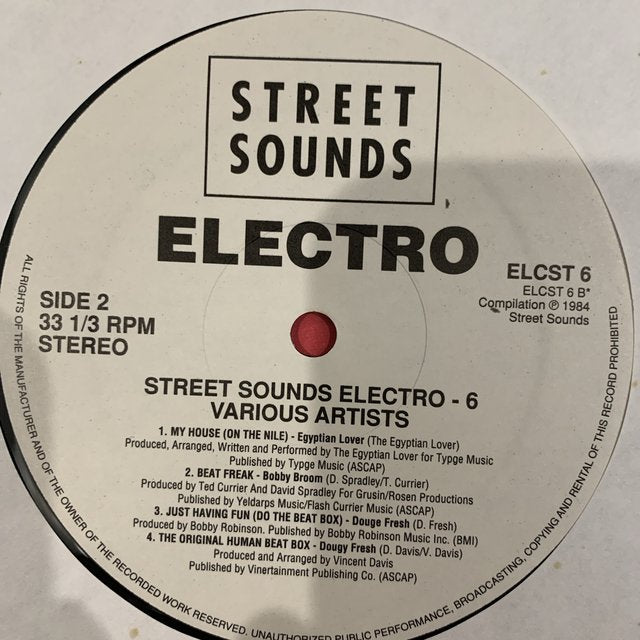 STREET
SOUNDS
ELECTRO
ELCST 6
ELCST 6 B*
Compilation ℗ 1984
Street Sounds
SIDE 2
33 1/3 RPM
STEREO
STREET SOUNDS ELECTRO - 6
VARIOUS ARTISTS
1. MY HOUSE (ON THE NILE) - Egyptian Lover (The Egyptian Lover)
Produced, Arranged, Written and Performed by The Egyptian Lover for Typge Music
Published by Typge Music (ASCAP)
2. BEAT FREAK - Bobby Broom (D. Spradley/T. Currier)
Produced by Ted Currier And David Spradley For Grusin/Rosen Productions
Published by Yeldarps Music/Flash Currier Music (ASCAP)
3. JUST HAVING FUN (DO THE BEAT BOX) - Douge Fresh (D. Fresh)
Produced by Bobby Robinson. Published by Bobby Robinson Music Inc. (BMI)
4. THE ORIGINAL HUMAN BEAT BOX - Dougy Fresh (D. Davis/V. Davis)
Produced and Arranged by Vincent Davis
Published by Vinertainment Publishing Co. (ASCAP)
ALL RIGHTS OF THE MANUFACTURER AND OF THE OWNER OF THE RECORDED WORK RESERVED. UNAUTHORIZED PUBLIC PERFORMANCE, BROADCASTING, COPYING AND RENTAL OF THIS RECORD PROHIBITED